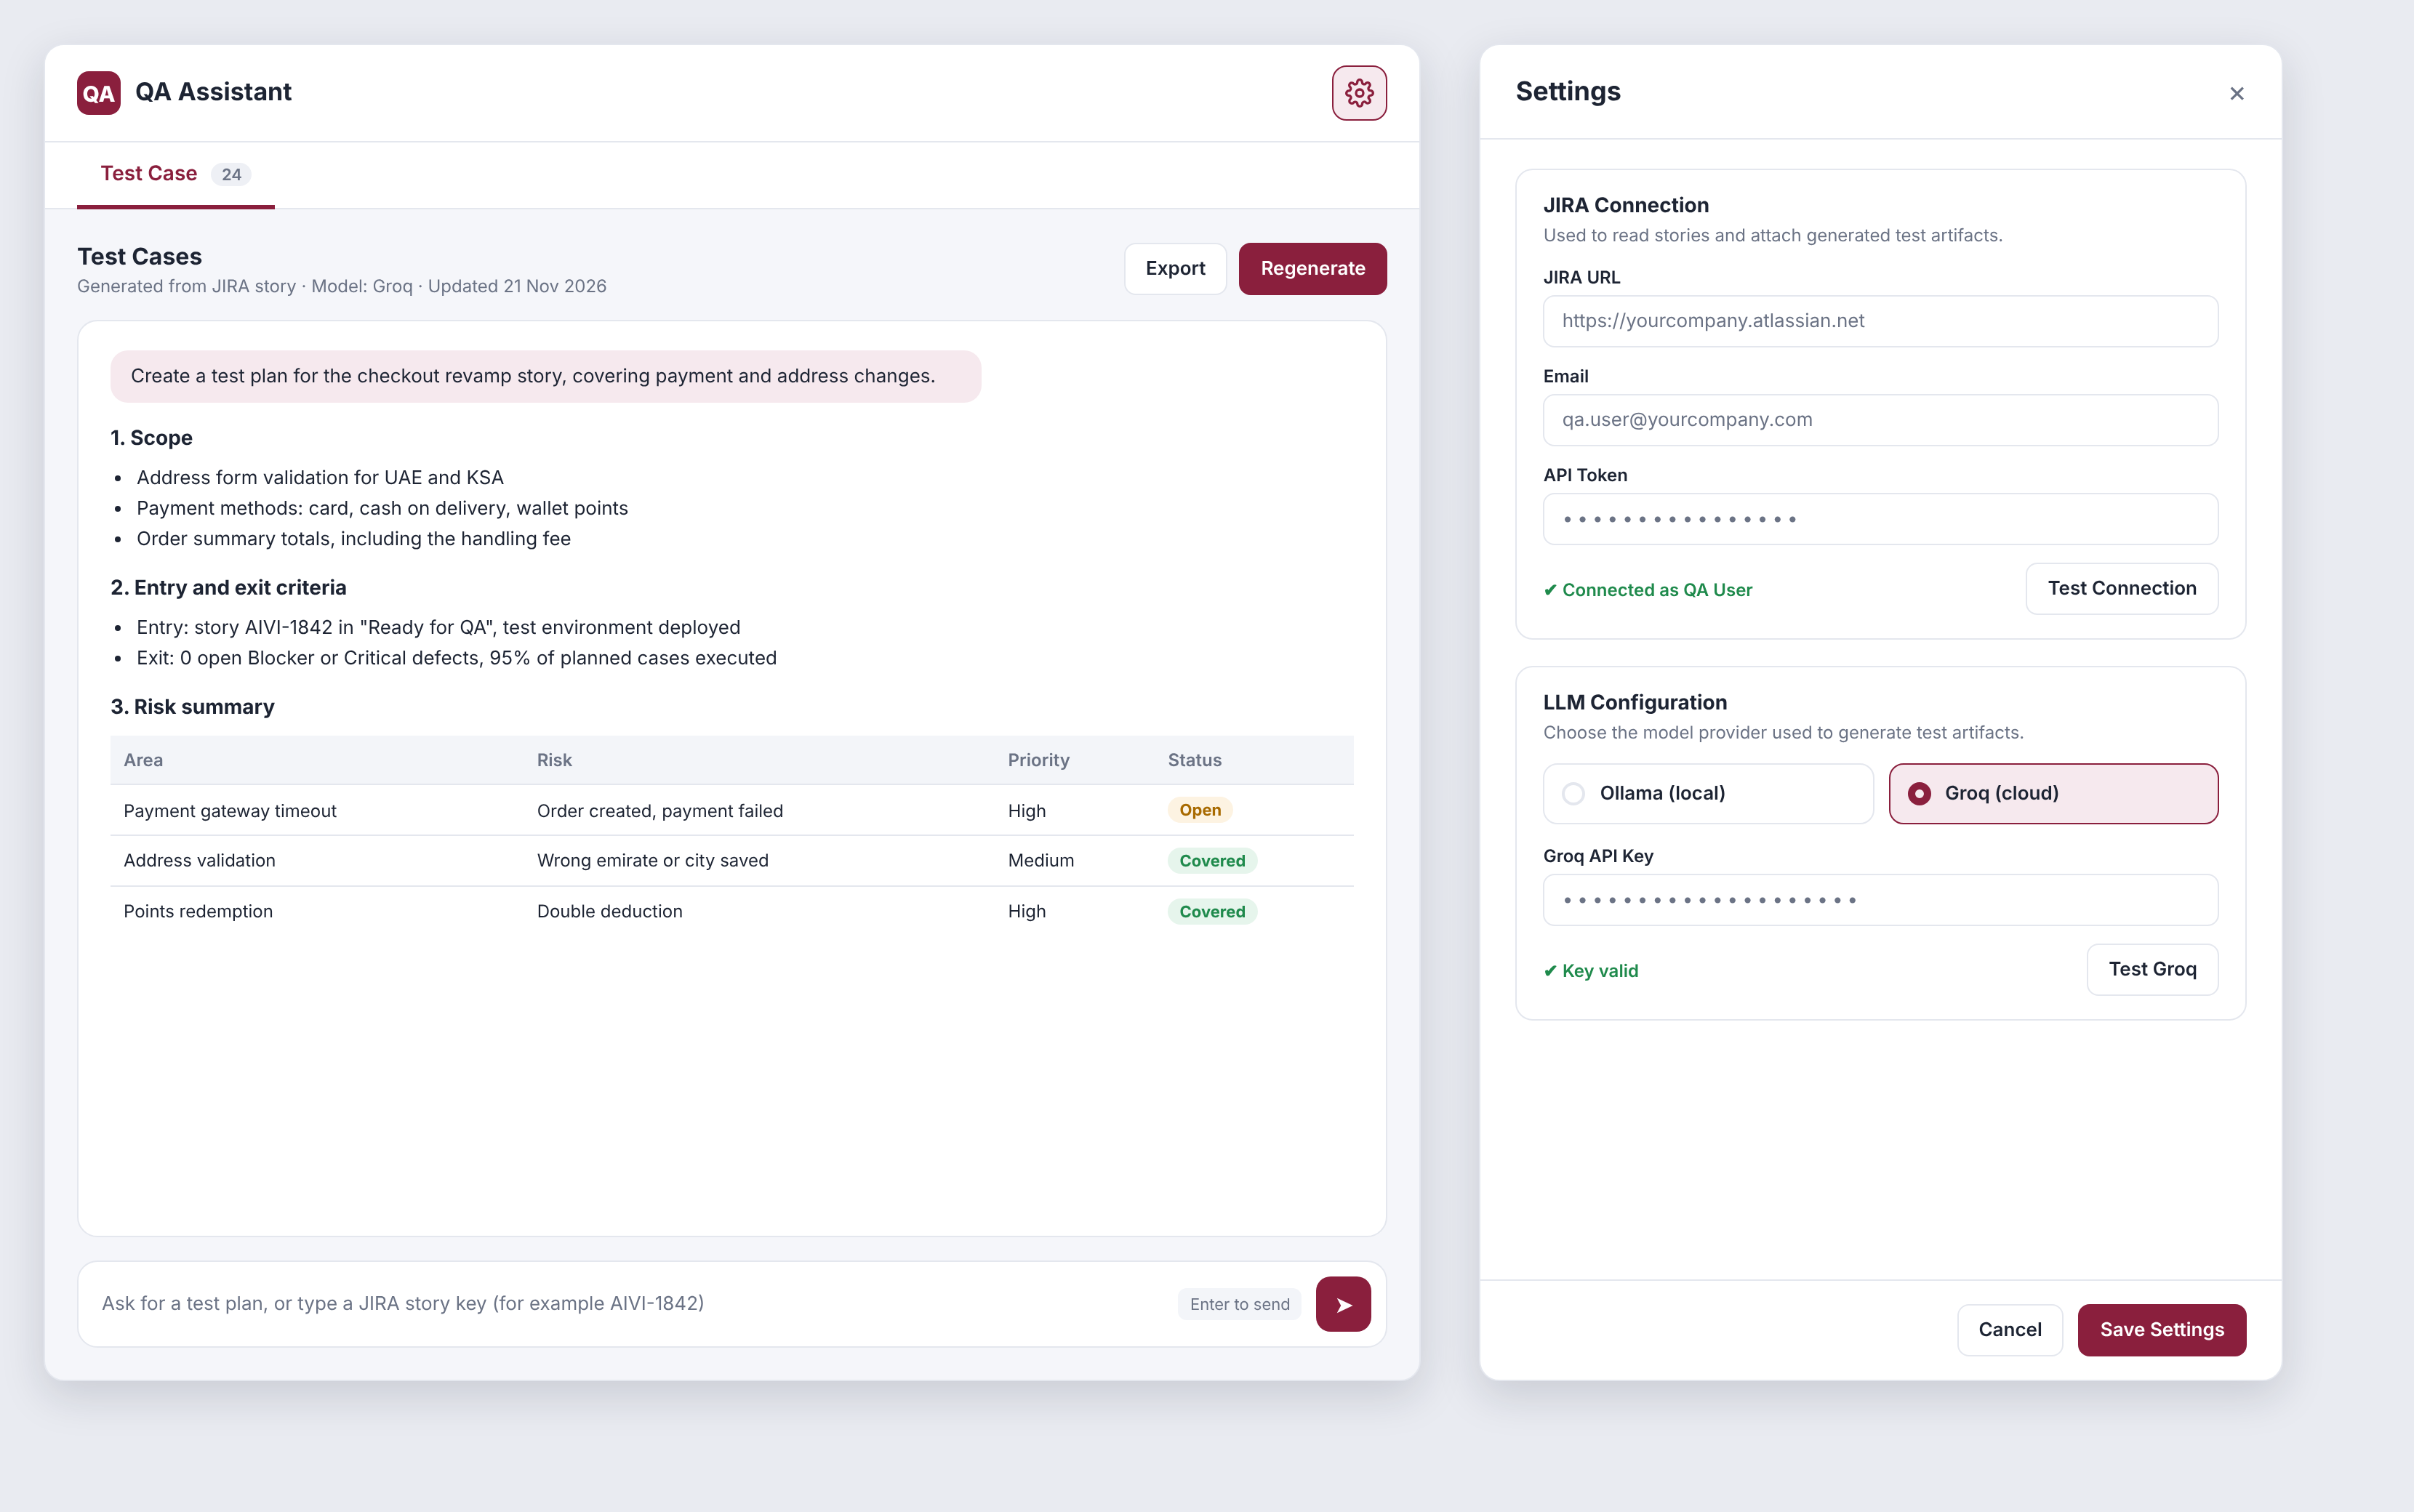 QA QA Assistant
Test Case 24
Test Cases
Generated from JIRA story · Model: Groq · Updated 21 Nov 2026
Export Regenerate
Create a test plan for the checkout revamp story, covering payment and address changes.
1. Scope
• Address form validation for UAE and KSA
• Payment methods: card, cash on delivery, wallet points
• Order summary totals, including the handling fee
2. Entry and exit criteria
• Entry: story AIVI-1842 in "Ready for QA", test environment deployed
• Exit: 0 open Blocker or Critical defects, 95% of planned cases executed
3. Risk summary
Area Risk Priority Status
Payment gateway timeout Order created, payment failed High Open
Address validation Wrong emirate or city saved Medium Covered
Points redemption Double deduction High Covered
Ask for a test plan, or type a JIRA story key (for example AIVI-1842) Enter to send ➤
Settings ×
JIRA Connection
Used to read stories and attach generated test artifacts.
JIRA URL
https://yourcompany.atlassian.net
Email
qa.user@yourcompany.com
API Token
••••••••••••••••
✔ Connected as QA User Test Connection
LLM Configuration
Choose the model provider used to generate test artifacts.
Ollama (local) Groq (cloud)
Groq API Key
••••••••••••••••••••
✔ Key valid Test Groq
Cancel Save Settings